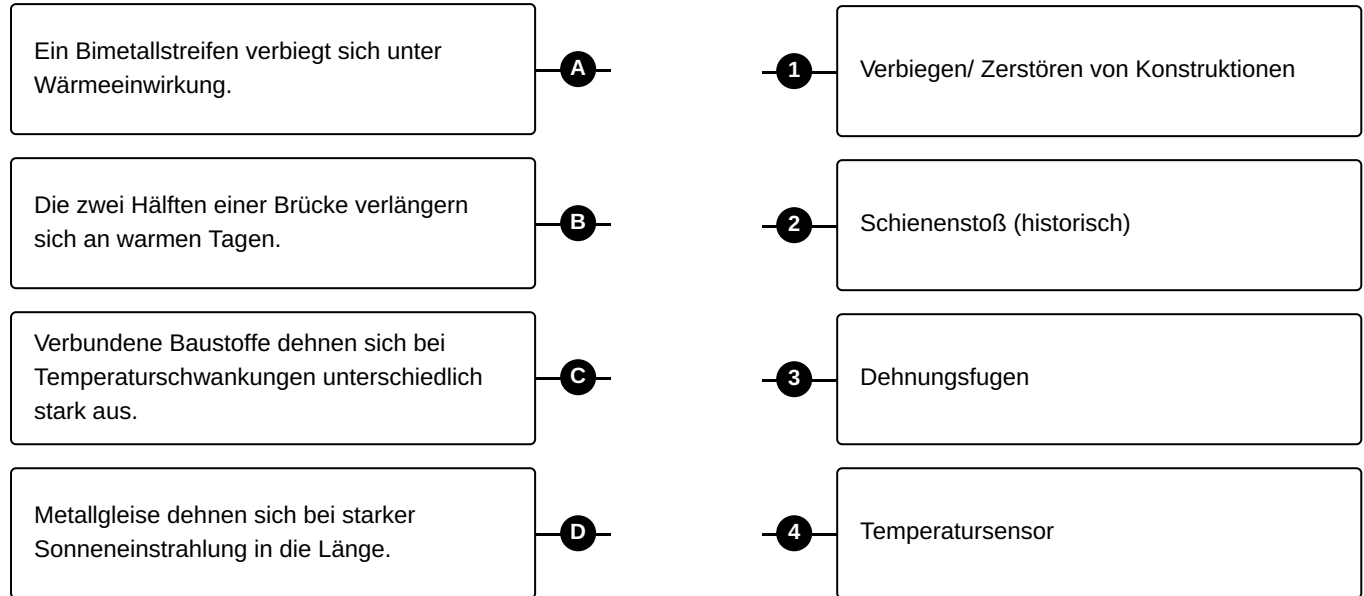 Ein Bimetallstreifen verbiegt sich unter
Wärmeeinwirkung.
A
1
Verbiegen/ Zerstören von Konstruktionen
Die zwei Hälften einer Brücke verlängern
sich an warmen Tagen.
B
2
Schienenstoß (historisch)
Verbundene Baustoffe dehnen sich bei
Temperaturschwankungen unterschiedlich
stark aus.
C
3
Dehnungsfugen
Metallgleise dehnen sich bei starker
Sonneneinstrahlung in die Länge.
D
4
Temperatursensor